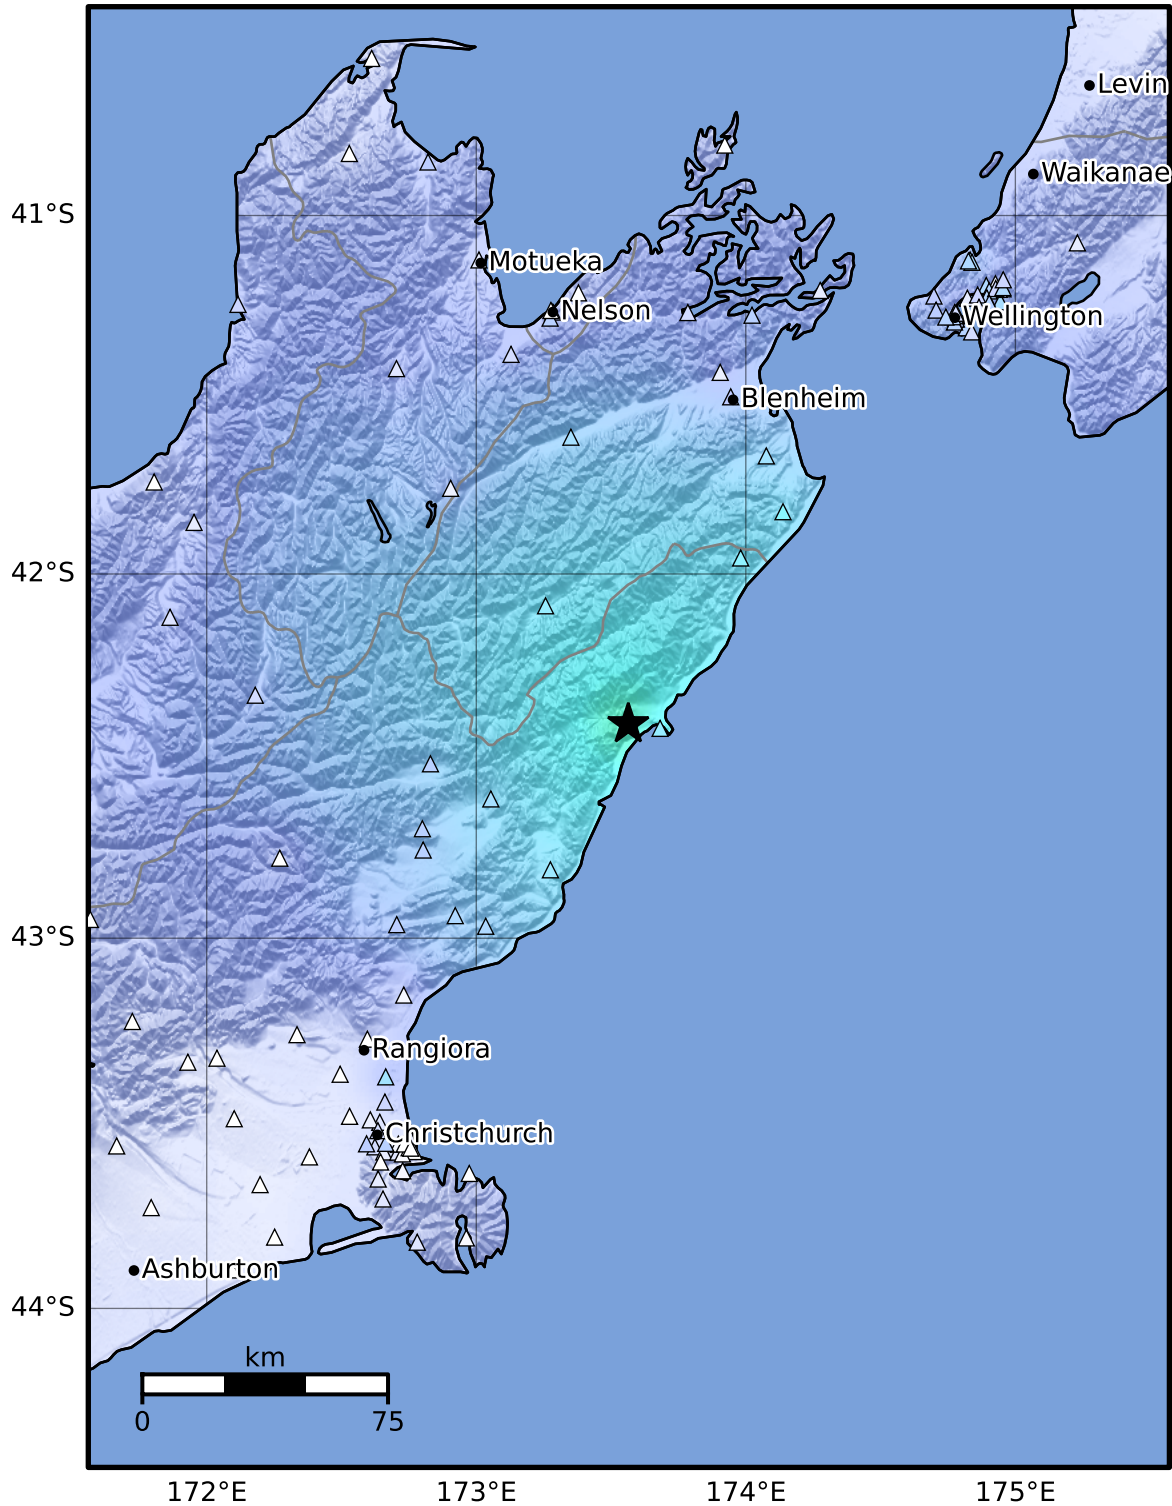 Levin
Waikanae
41°S
Motueka
Nelson
Wellington
Blenheim
42°S
43°S
Rangiora
Christchurch
Ashburton
44°S
km
0
75
172°E
173°E
174°E
175°E